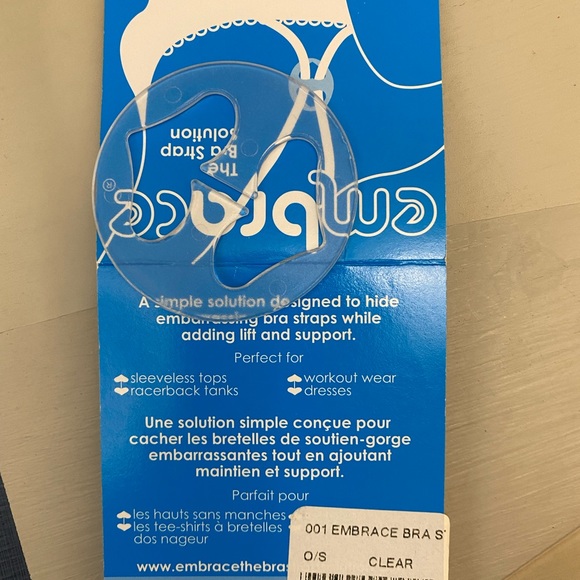 The
Bra Strap
Solution
embrace®
A simple solution designed to hide
embarrassing bra straps while
adding lift and support.
Perfect for
sleeveless tops
racerback tanks
workout wear
dresses
Une solution simple conçue pour
cacher les bretelles de soutien-gorge
embarrassantes tout en ajoutant
maintien et support.
Parfait pour
les hauts sans manches
les tee-shirts à bretelles
dos nageur
www.embracethebras
001 EMBRACE BRA S
O/S CLEAR